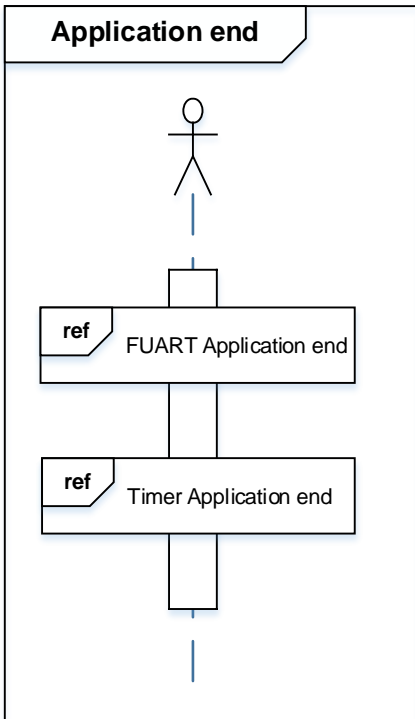 Application end
ref
FUART Application end
ref
Timer Application end